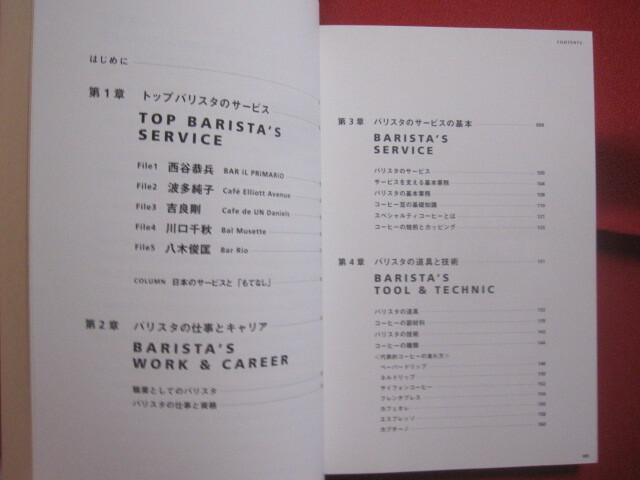 はじめに
第1章 トップバリスタのサービス
TOP BARISTA'S
SERVICE
File1 西谷恭兵 BAR IL PRIMARIO
File2 波多純子 Café Elliott Avenue
File3 吉良剛 Cafe de UN Daniels
File4 川口千秋 Bal Musette
File5 八木俊匡 Bar Rio
COLUMN 日本のサービスと「もてなし」
第2章 バリスタの仕事とキャリア
BARISTA'S
WORK & CAREER
職業としてのバリスタ
バリスタの仕事と資格
CONTENTS
第3章 バリスタのサービスの基本
BARISTA'S
SERVICE
バリスタのサービス
サービスを支える基本業務
バリスタの基本業務
コーヒー豆の基礎知識
スペシャルティコーヒーとは
コーヒーの焙煎とカッピング
第4章 バリスタの道具と技術
BARISTA'S
TOOL & TECHNIC
バリスタの道具
コーヒーの副材料
バリスタの技術
コーヒーの種類
<代表的コーヒーの淹れ方>
ペーパードリップ
ネルドリップ
サイフォンコーヒー
フレンチプレス
カフェオレ
エスプレッソ
カプチーノ